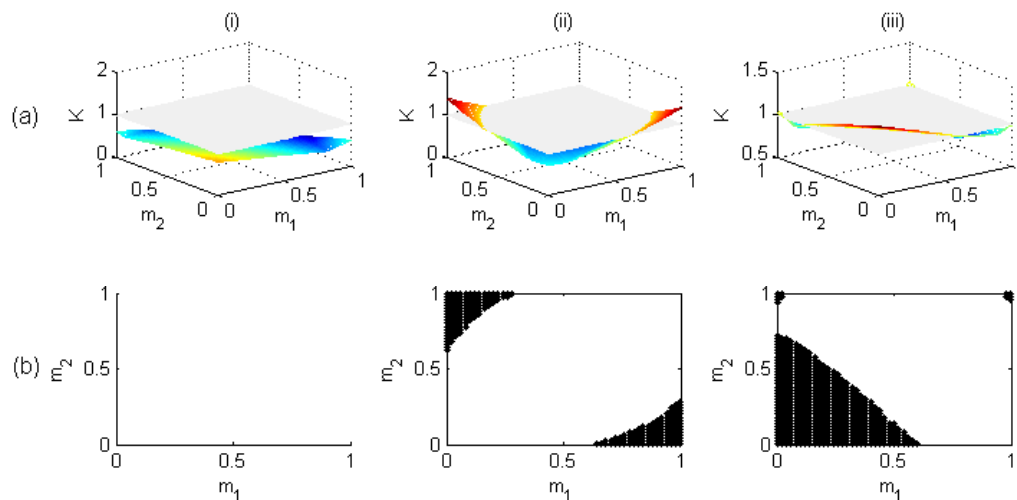 (i) (ii) (iii)
(a)
K 2 1 0 1 0.5 0 m2 0 0.5 1 m1
K 2 1 0 1 0.5 0 m2 0 0.5 1 m1
K 1.5 1 0.5 1 0.5 0 m2 0 0.5 1 m1
(b)
m2 1 0.5 0 0 0.5 1 m1
m2 1 0.5 0 0 0.5 1 m1
m2 1 0.5 0 0 0.5 1 m1